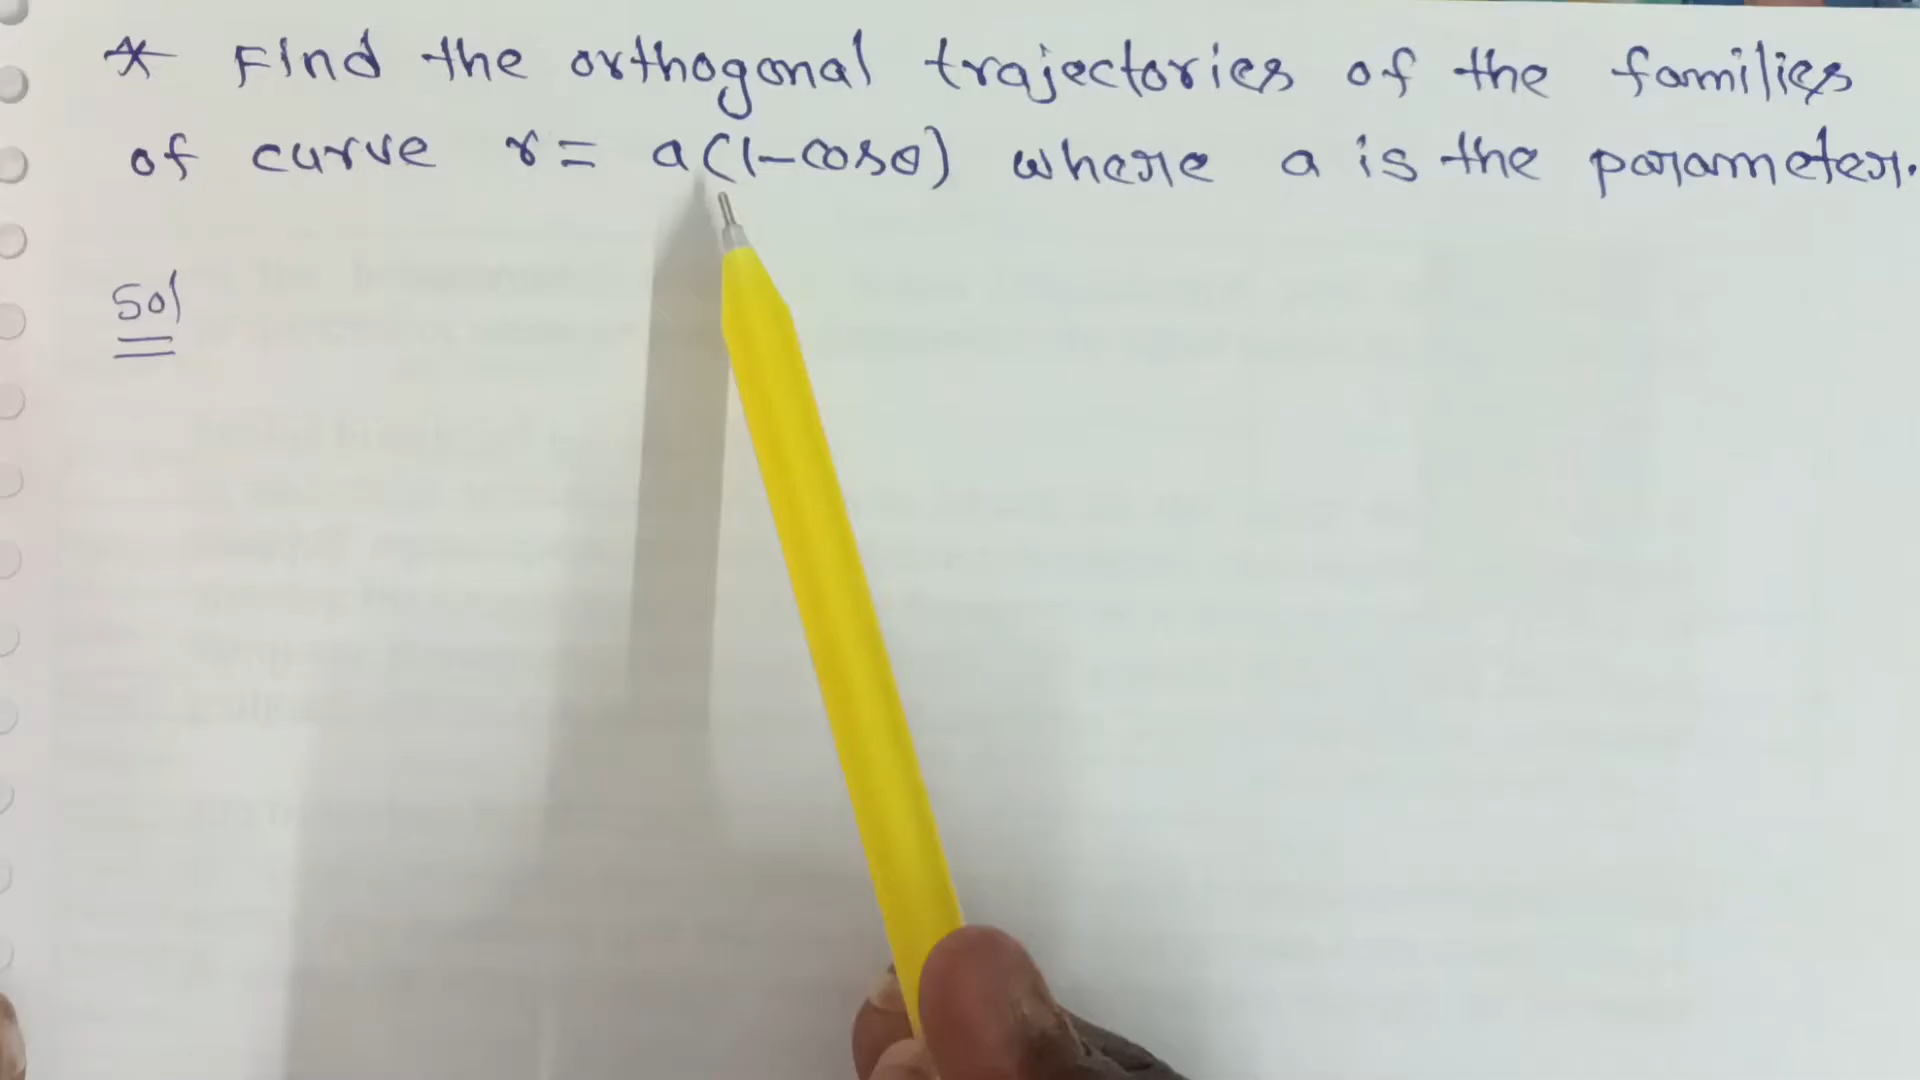 * Find the orthogonal trajectories of the families
of curve r = a(1-cosθ) where a is the parameter.
Sol